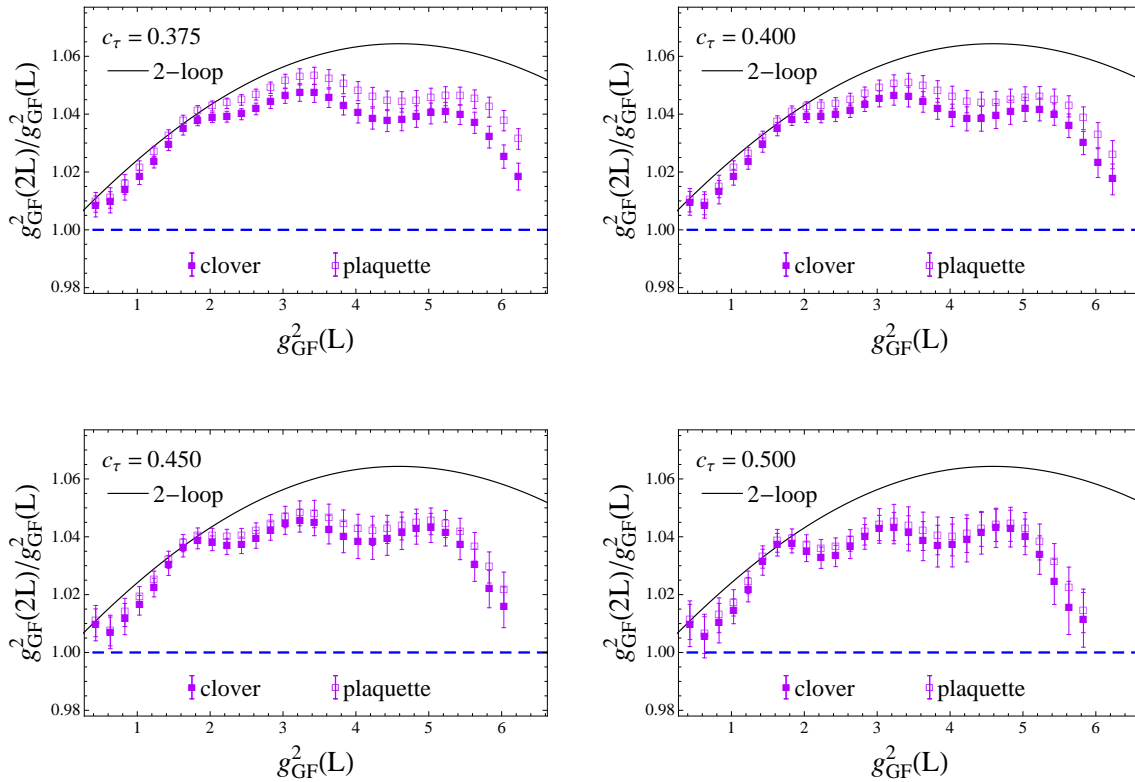 c_τ = 0.375
2−loop
g²_GF(2L)/g²_GF(L)
1.06
1.04
1.02
1.00
0.98
clover
plaquette
1 2 3 4 5 6
g²_GF(L)
c_τ = 0.400
2−loop
g²_GF(2L)/g²_GF(L)
1.06
1.04
1.02
1.00
0.98
clover
plaquette
1 2 3 4 5 6
g²_GF(L)
c_τ = 0.450
2−loop
g²_GF(2L)/g²_GF(L)
1.06
1.04
1.02
1.00
0.98
clover
plaquette
1 2 3 4 5 6
g²_GF(L)
c_τ = 0.500
2−loop
g²_GF(2L)/g²_GF(L)
1.06
1.04
1.02
1.00
0.98
clover
plaquette
1 2 3 4 5 6
g²_GF(L)